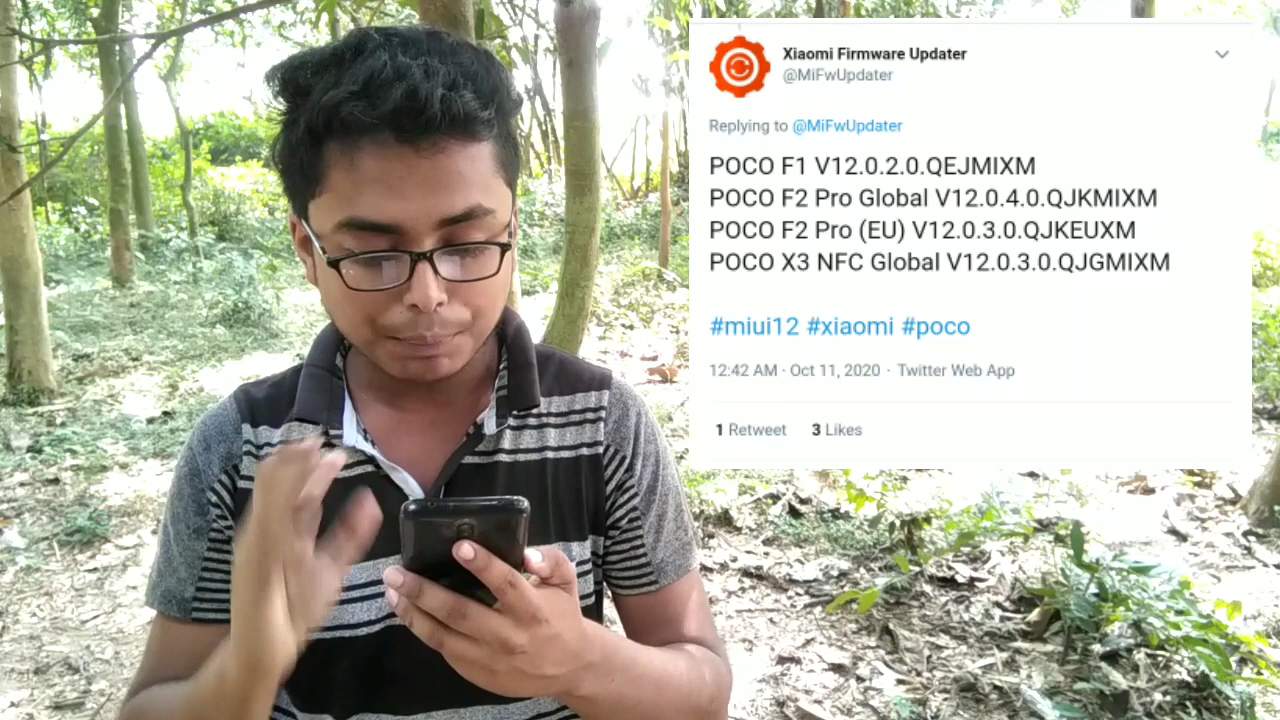 Xiaomi Firmware Updater
@MiFwUpdater
Replying to @MiFwUpdater
POCO F1 V12.0.2.0.QEJMIXM
POCO F2 Pro Global V12.0.4.0.QJKMIXM
POCO F2 Pro (EU) V12.0.3.0.QJKEUXM
POCO X3 NFC Global V12.0.3.0.QJGMIXM
#miui12 #xiaomi #poco
12:42 AM · Oct 11, 2020 · Twitter Web App
1 Retweet 3 Likes